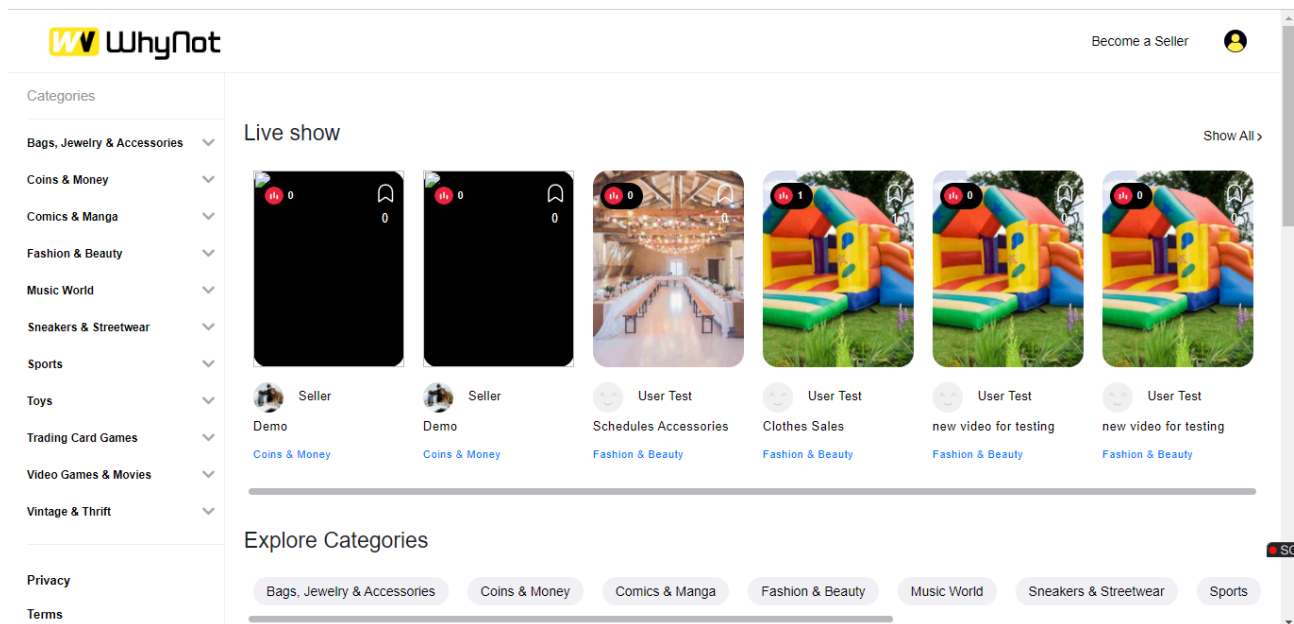 WV WhyNot
Become a Seller
Categories
Bags, Jewelry & Accessories
Coins & Money
Comics & Manga
Fashion & Beauty
Music World
Sneakers & Streetwear
Sports
Toys
Trading Card Games
Video Games & Movies
Vintage & Thrift
Privacy
Terms
Live show
Show All
0
0
Seller
Demo
Coins & Money
0
0
Seller
Demo
Coins & Money
0
0
User Test
Schedules Accessories
Fashion & Beauty
1
1
User Test
Clothes Sales
Fashion & Beauty
0
0
User Test
new video for testing
Fashion & Beauty
0
0
User Test
new video for testing
Fashion & Beauty
Explore Categories
Bags, Jewelry & Accessories
Coins & Money
Comics & Manga
Fashion & Beauty
Music World
Sneakers & Streetwear
Sports